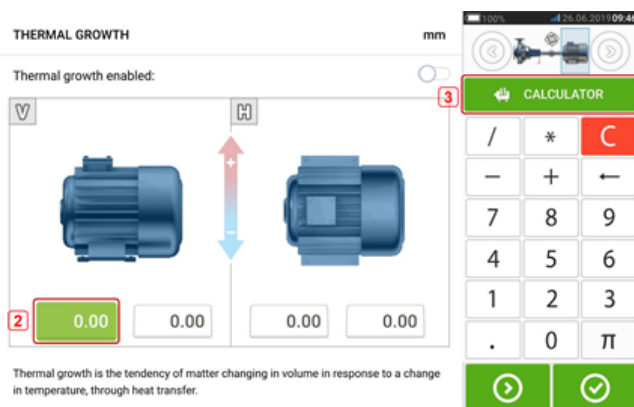 100% 26.06.2019 09:46
THERMAL GROWTH mm
Thermal growth enabled:
3 CALCULATOR
V H
+
-
/ * C
— + ←
7 8 9
4 5 6
1 2 3
. 0 π
2 0.00 0.00 0.00 0.00
Thermal growth is the tendency of matter changing in volume in response to a change
in temperature, through heat transfer.